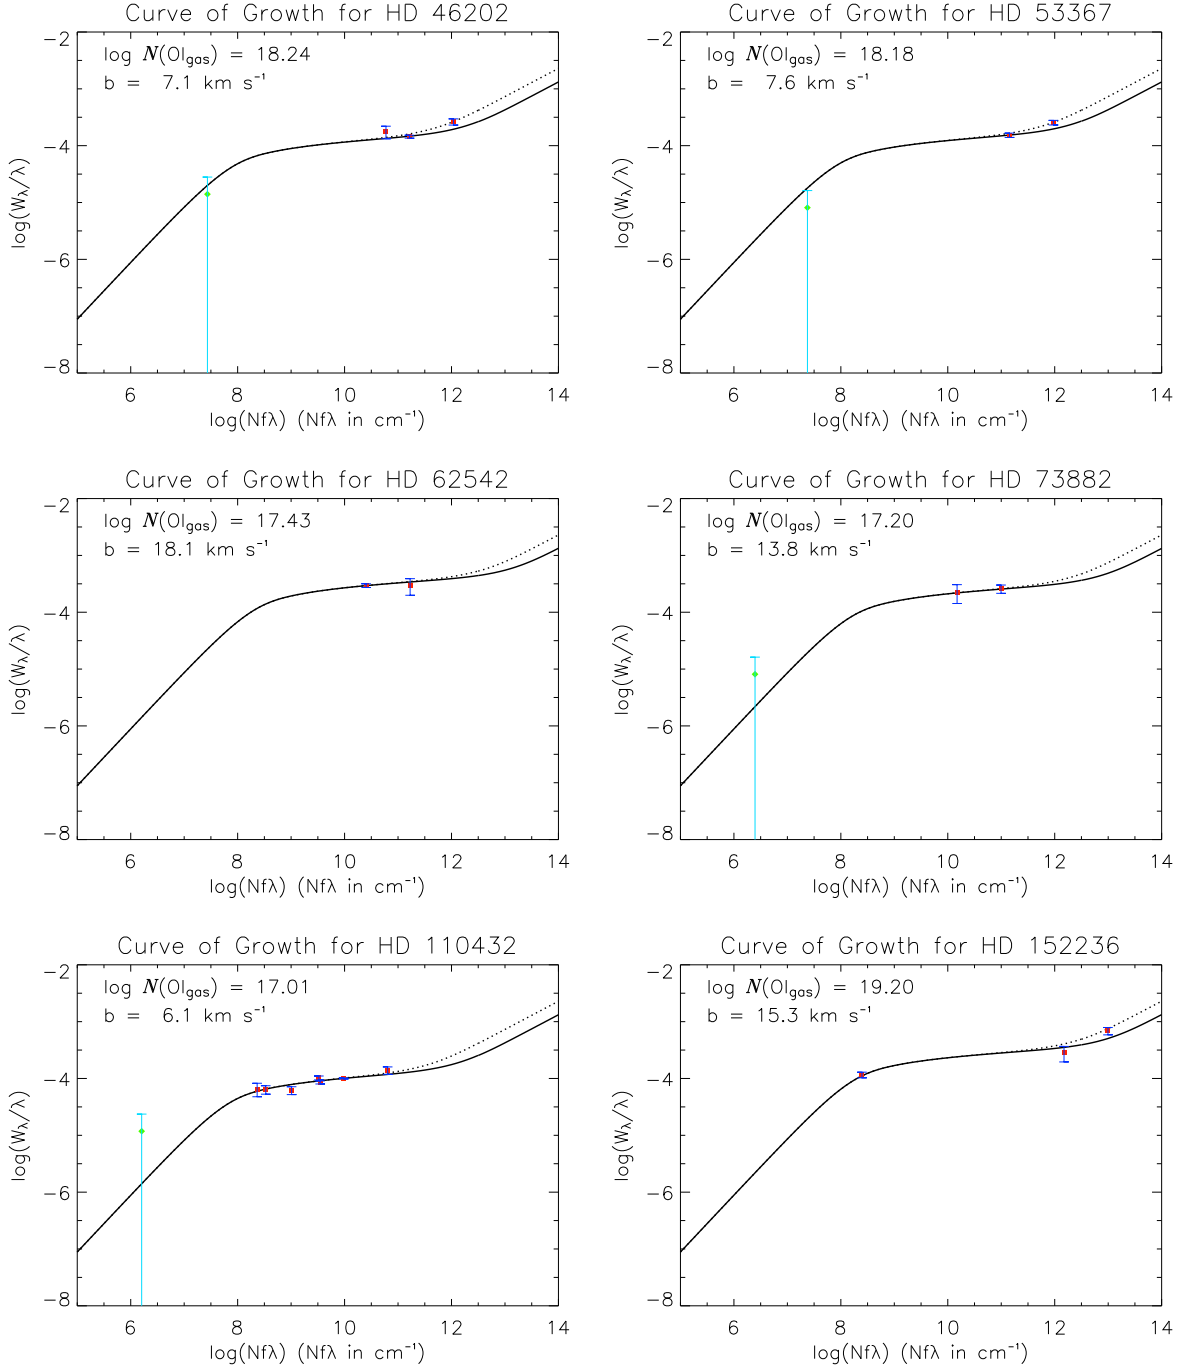 Curve of Growth for HD 46202
log N(OIgas) = 18.24
b = 7.1 km s⁻¹
−2
−4
−6
−8
log(Wλ/λ)
6 8 10 12 14
log(Nfλ) (Nfλ in cm⁻¹)
Curve of Growth for HD 53367
log N(OIgas) = 18.18
b = 7.6 km s⁻¹
−2
−4
−6
−8
log(Wλ/λ)
6 8 10 12 14
log(Nfλ) (Nfλ in cm⁻¹)
Curve of Growth for HD 62542
log N(OIgas) = 17.43
b = 18.1 km s⁻¹
−2
−4
−6
−8
log(Wλ/λ)
6 8 10 12 14
log(Nfλ) (Nfλ in cm⁻¹)
Curve of Growth for HD 73882
log N(OIgas) = 17.20
b = 13.8 km s⁻¹
−2
−4
−6
−8
log(Wλ/λ)
6 8 10 12 14
log(Nfλ) (Nfλ in cm⁻¹)
Curve of Growth for HD 110432
log N(OIgas) = 17.01
b = 6.1 km s⁻¹
−2
−4
−6
−8
log(Wλ/λ)
6 8 10 12 14
log(Nfλ) (Nfλ in cm⁻¹)
Curve of Growth for HD 152236
log N(OIgas) = 19.20
b = 15.3 km s⁻¹
−2
−4
−6
−8
log(Wλ/λ)
6 8 10 12 14
log(Nfλ) (Nfλ in cm⁻¹)